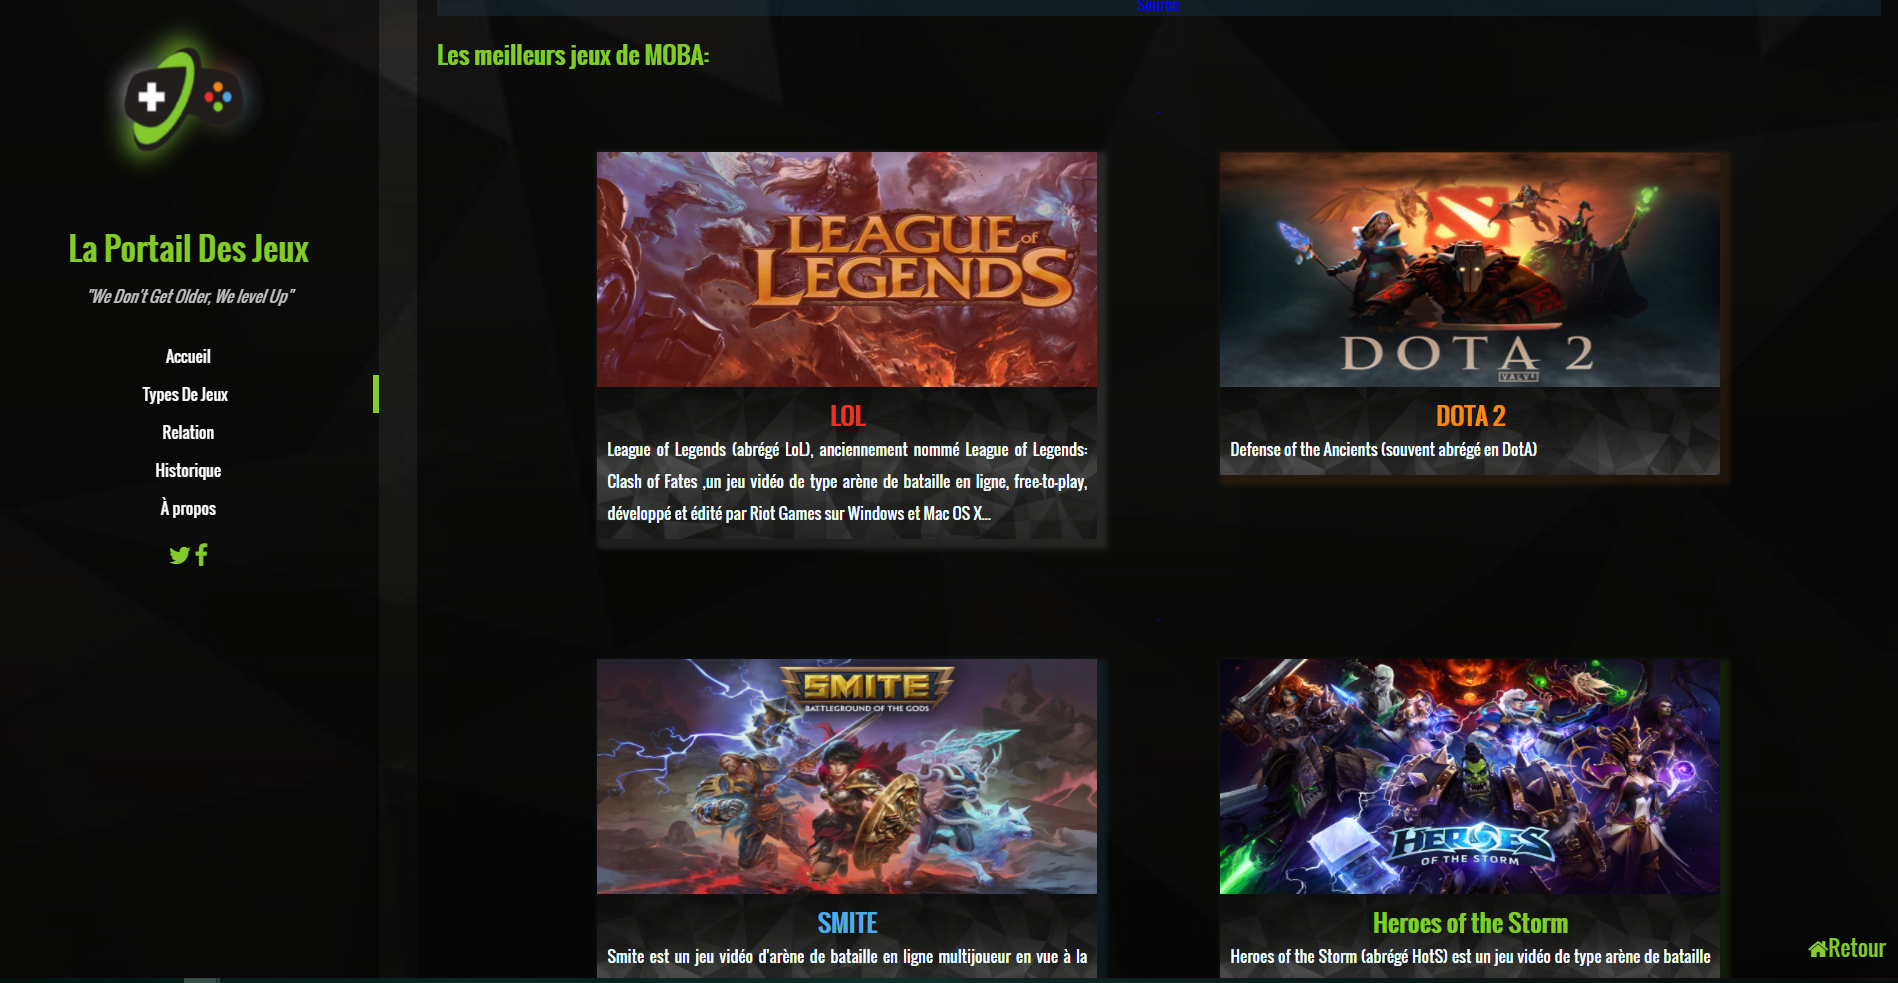 Source
La Portail Des Jeux
"We Don't Get Older, We level Up"
Accueil
Types De Jeux
Relation
Historique
À propos
Les meilleurs jeux de MOBA:
LEAGUE of
LEGENDS
LOL
League of Legends (abrégé LoL), anciennement nommé League of Legends:
Clash of Fates ,un jeu vidéo de type arène de bataille en ligne, free-to-play,
développé et édité par Riot Games sur Windows et Mac OS X...
DOTA 2
VALVE
DOTA 2
Defense of the Ancients (souvent abrégé en DotA)
SMITE
BATTLEGROUND OF THE GODS
SMITE
Smite est un jeu vidéo d'arène de bataille en ligne multijoueur en vue à la
HEROES
OF THE STORM
Heroes of the Storm
Heroes of the Storm (abrégé HotS) est un jeu vidéo de type arène de bataille
Retour